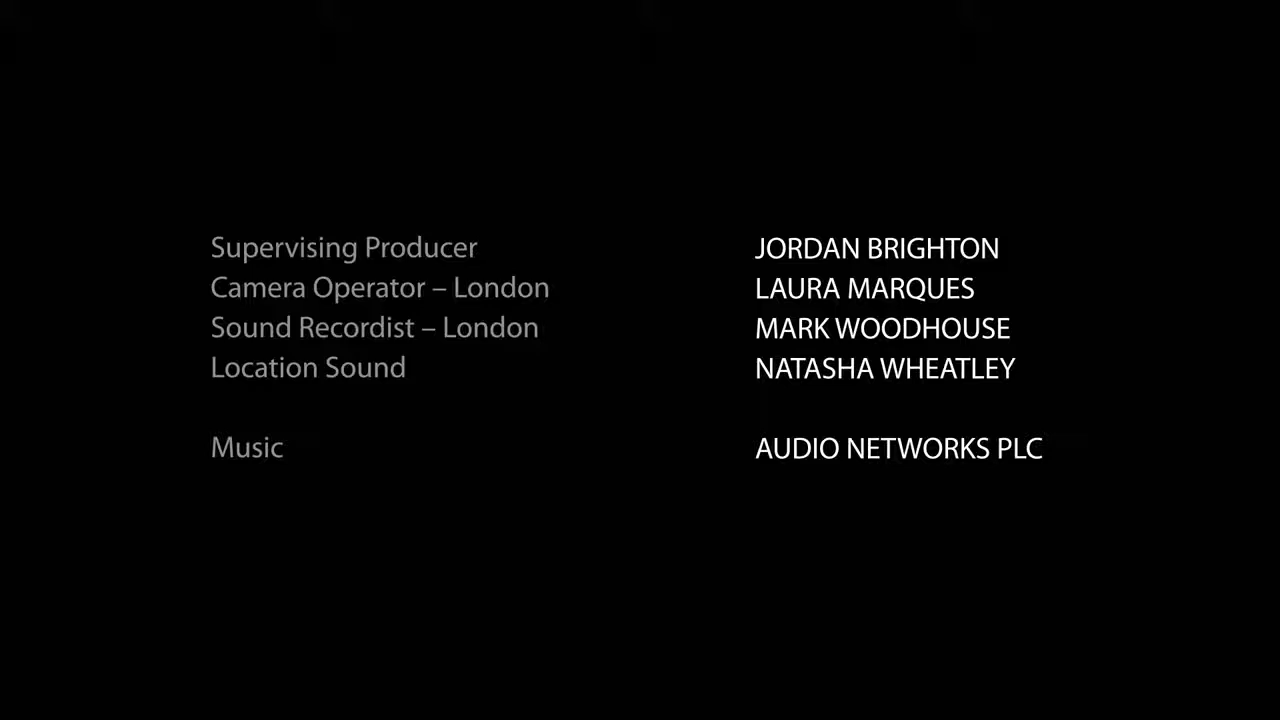 Supervising Producer JORDAN BRIGHTON
Camera Operator – London LAURA MARQUES
Sound Recordist – London MARK WOODHOUSE
Location Sound NATASHA WHEATLEY
Music AUDIO NETWORKS PLC